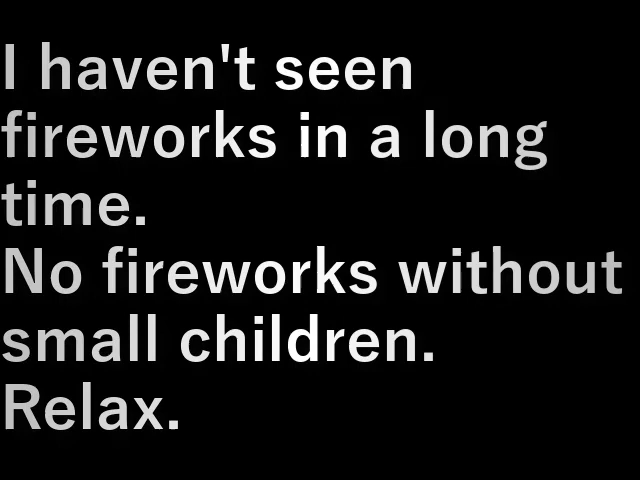 I haven't seen
fireworks in a long
time.
No fireworks without
small children.
Relax.